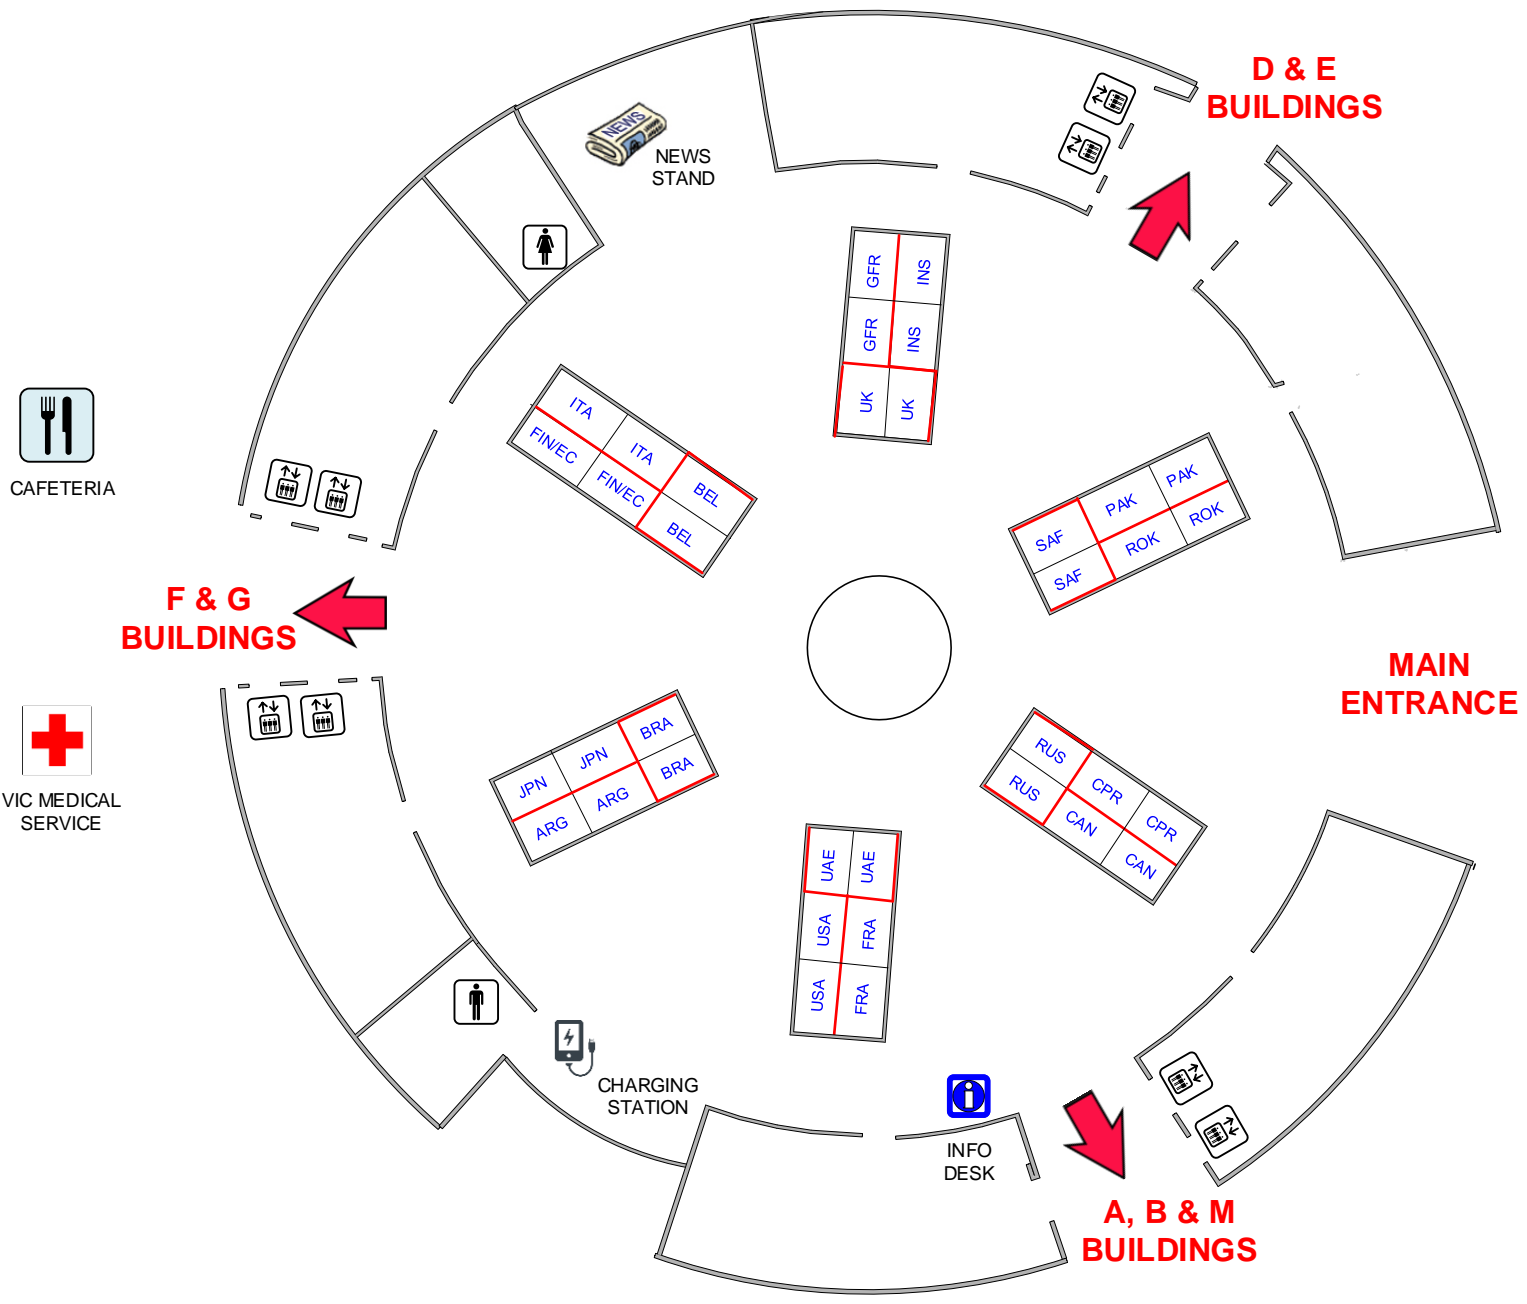 D & E
BUILDINGS
NEWS
NEWS
STAND
GFR
INS
GFR
INS
UK
UK
ITA
ITA
BEL
FIN/EC
FIN/EC
BEL
CAFETERIA
SAF
PAK
PAK
SAF
ROK
ROK
F & G
BUILDINGS
MAIN
ENTRANCE
VIC MEDICAL
SERVICE
JPN
JPN
BRA
ARG
ARG
BRA
RUS
CPR
CPR
RUS
CAN
CAN
UAE
UAE
USA
FRA
USA
FRA
CHARGING
STATION
INFO
DESK
A, B & M
BUILDINGS